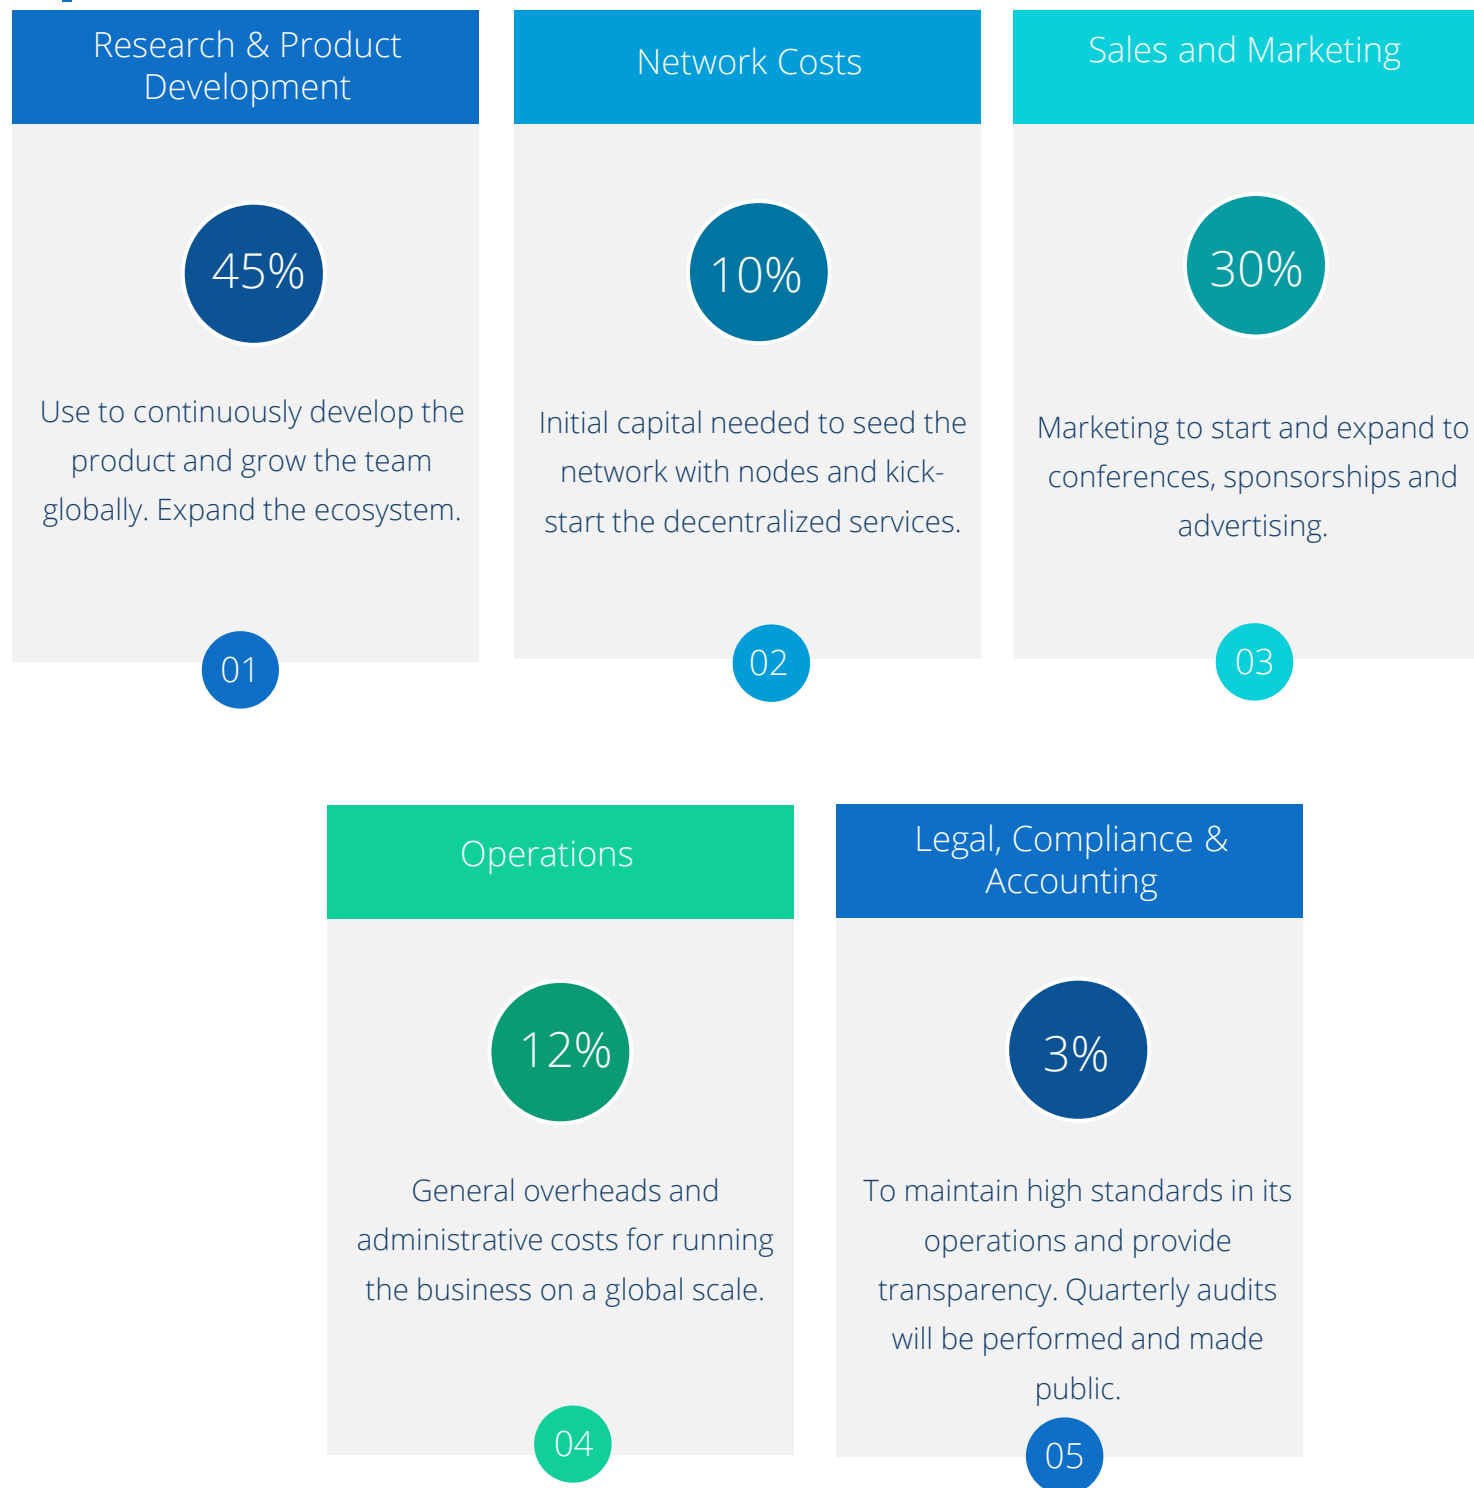 Research & Product
Development
45%
Use to continuously develop the
product and grow the team
globally. Expand the ecosystem.
01
Network Costs
10%
Initial capital needed to seed the
network with nodes and kick-
start the decentralized services.
02
Sales and Marketing
30%
Marketing to start and expand to
conferences, sponsorships and
advertising.
03
Operations
12%
General overheads and
administrative costs for running
the business on a global scale.
04
Legal, Compliance &
Accounting
3%
To maintain high standards in its
operations and provide
transparency. Quarterly audits
will be performed and made
public.
05